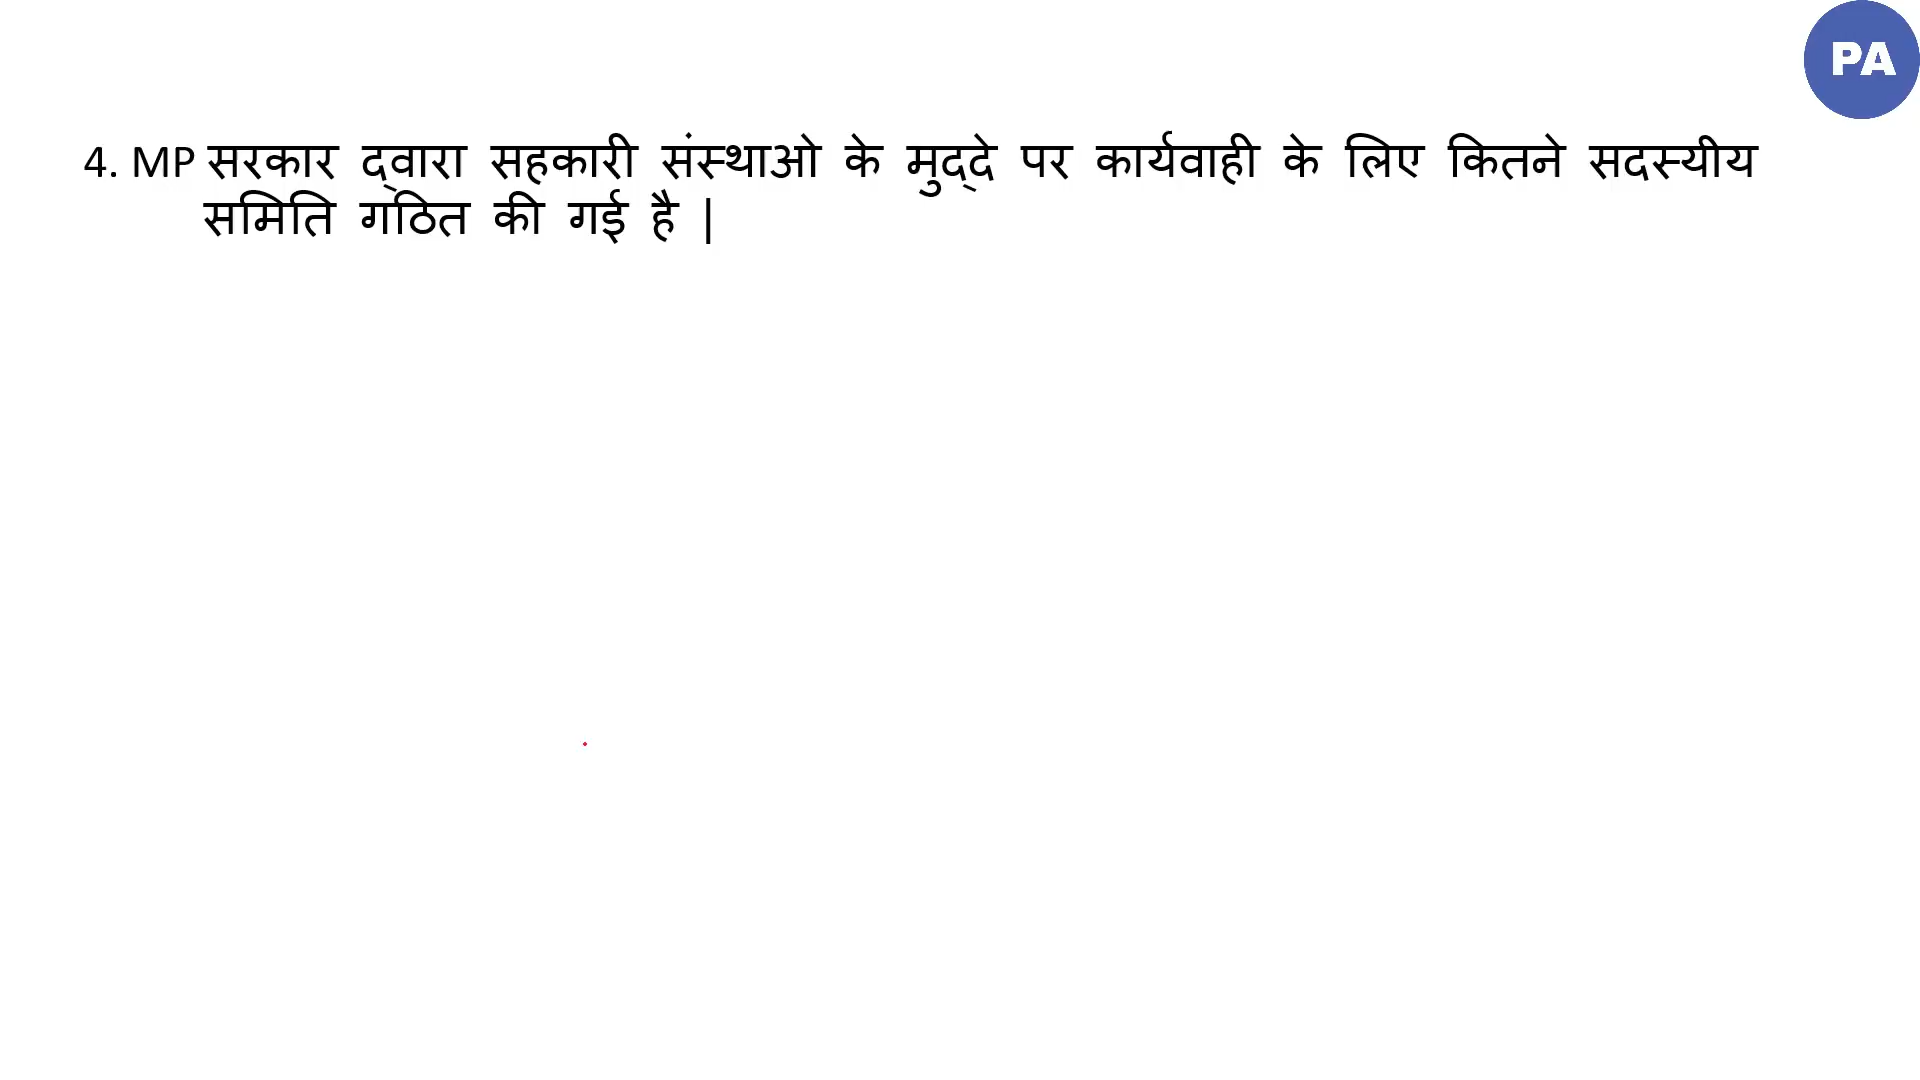 PA
4. MP सरकार द्वारा सहकारी संस्थाओ के मुद्दे पर कार्यवाही के लिए कितने सदस्यीय
समिति गठित की गई है |